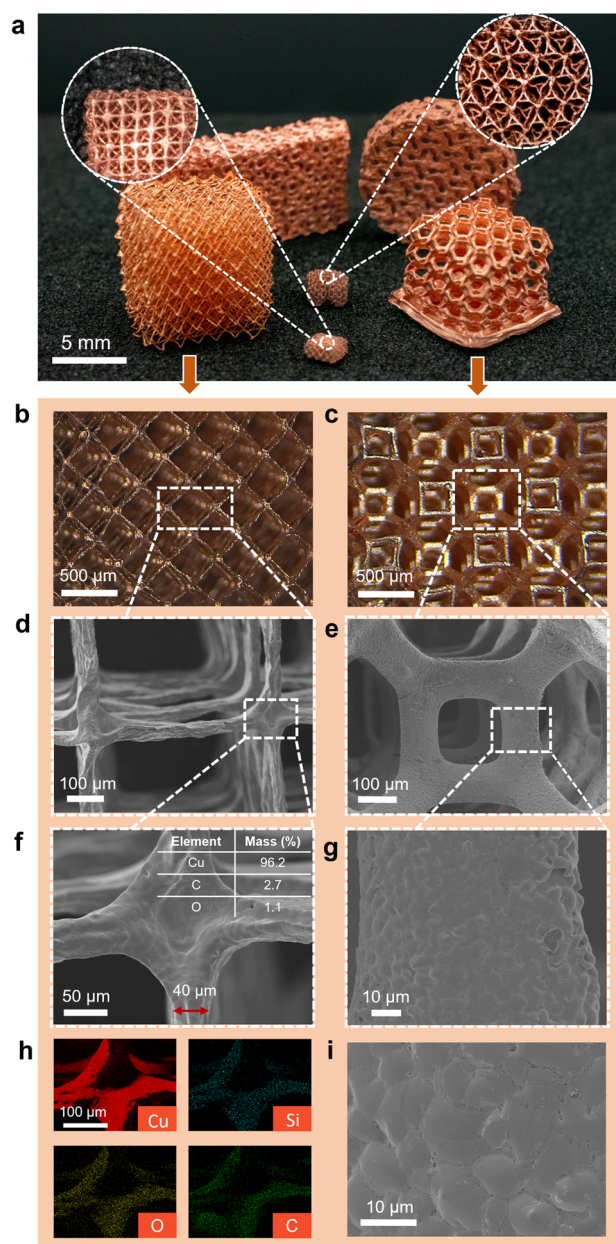 a
5 mm
b
c
500 µm
500 µm
d
e
100 µm
100 µm
f
Element Mass (%)
Cu 96.2
C 2.7
O 1.1
g
40 µm
50 µm
10 µm
h
i
100 µm
Cu
Si
O
C
10 µm